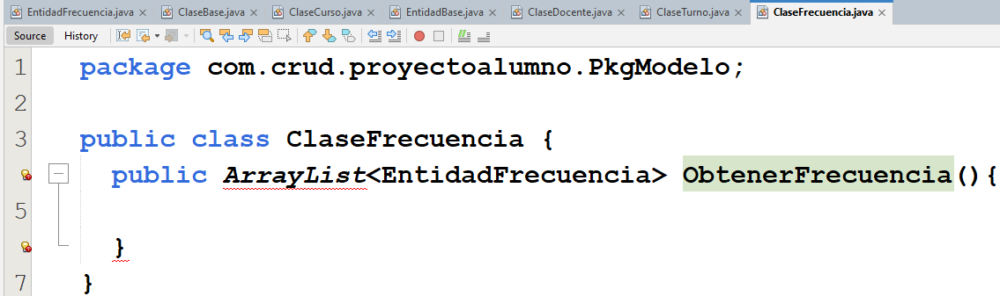 EntidadFrecuencia.java ClaseBase.java ClaseCurso.java EntidadBase.java ClaseDocente.java ClaseTurno.java ClaseFrecuencia.java
Source History
1 package com.crud.proyectoalumno.PkgModelo;
2
3 public class ClaseFrecuencia {
public ArrayList<EntidadFrecuencia> ObtenerFrecuencia(){
5
}
7 }